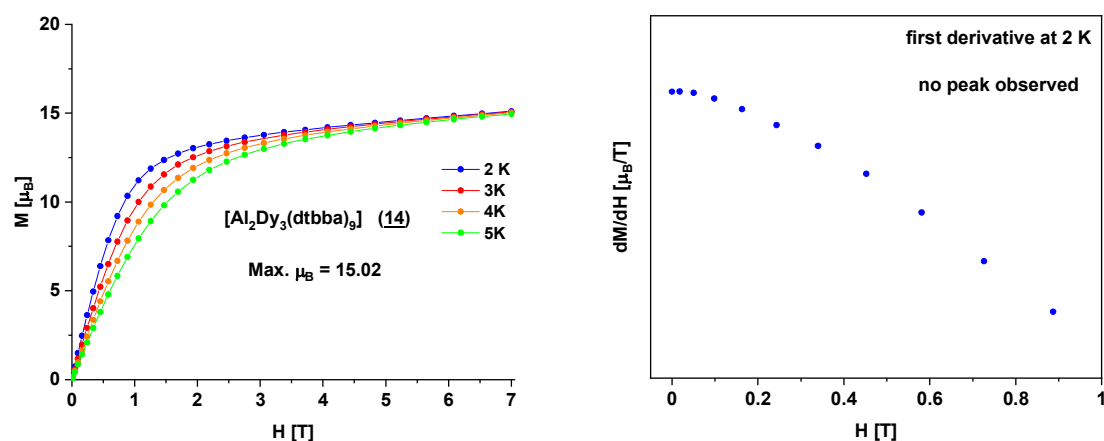 20
15
10
5
0
M [μB]
2 K
3K
4K
5K
[Al2Dy3(dtbba)9] (14)
Max. μB = 15.02
0 1 2 3 4 5 6 7
H [T]
first derivative at 2 K
no peak observed
dM/dH [μB/T]
0 0.2 0.4 0.6 0.8 1
H [T]